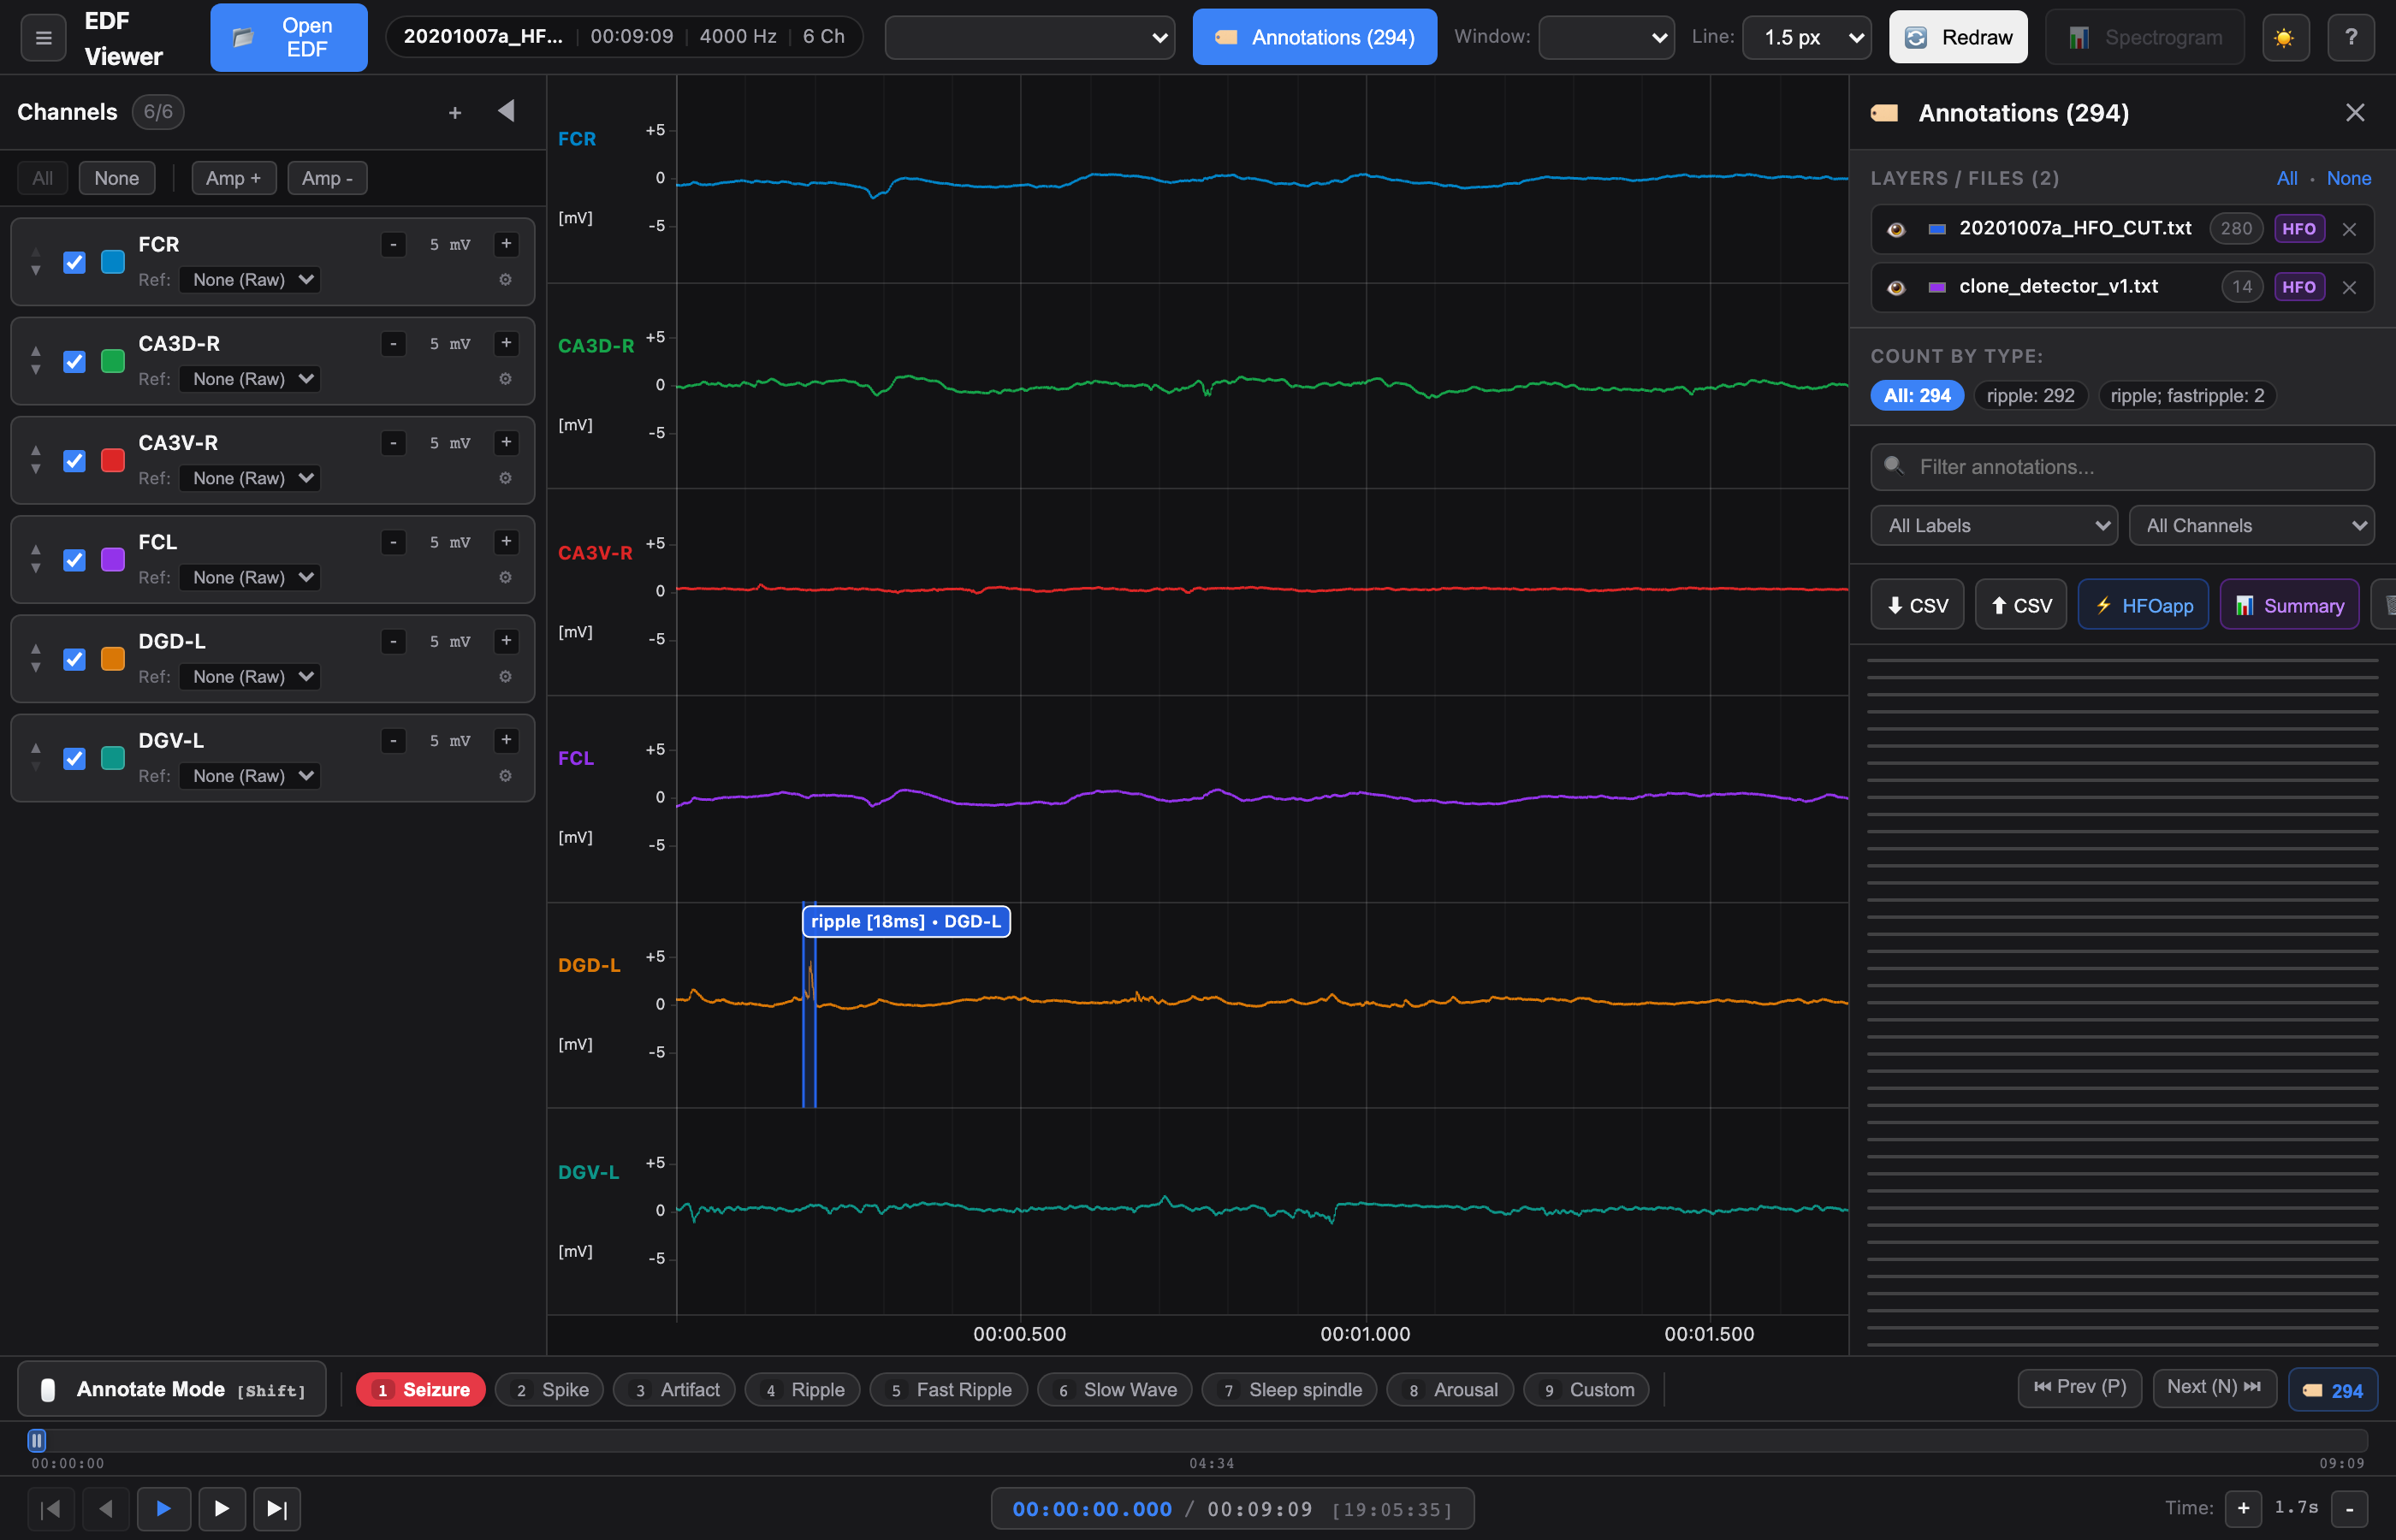 EDF Viewer
Open EDF
20201007a_HF... 00:09:09 4000 Hz 6 Ch
Annotations (294)
Window:
Line: 1.5 px
Redraw
Spectrogram
?
Channels 6/6 +
All None Amp + Amp -
FCR - 5 mV +
Ref: None (Raw)
CA3D-R - 5 mV +
Ref: None (Raw)
CA3V-R - 5 mV +
Ref: None (Raw)
FCL - 5 mV +
Ref: None (Raw)
DGD-L - 5 mV +
Ref: None (Raw)
DGV-L - 5 mV +
Ref: None (Raw)
FCR +5
0
[mV] -5
CA3D-R +5
0
[mV] -5
CA3V-R +5
0
[mV] -5
FCL +5
0
[mV] -5
ripple [18ms] • DGD-L
DGD-L +5
0
[mV] -5
DGV-L +5
0
[mV] -5
00:00.500 00:01.000 00:01.500
Annotations (294)
LAYERS / FILES (2) All • None
20201007a_HFO_CUT.txt 280 HFO
clone_detector_v1.txt 14 HFO
COUNT BY TYPE:
All: 294 ripple: 292 ripple; fastripple: 2
Filter annotations...
All Labels All Channels
CSV CSV HFOapp Summary
Annotate Mode [Shift]
1 Seizure 2 Spike 3 Artifact 4 Ripple 5 Fast Ripple 6 Slow Wave 7 Sleep spindle 8 Arousal 9 Custom
Prev (P) Next (N) 294
00:00:00 04:34 09:09
00:00:00.000 / 00:09:09 [19:05:35]
Time: + 1.7s -